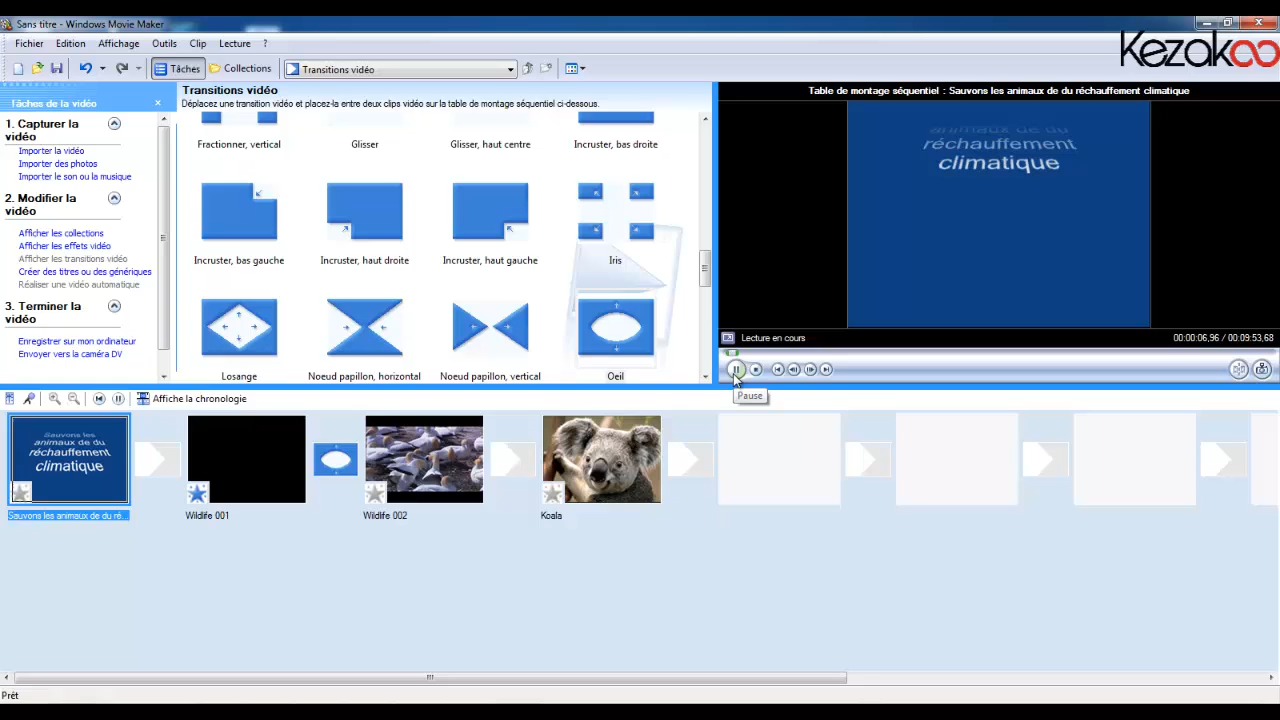 Sans titre - Windows Movie Maker
Fichier Edition Affichage Outils Clip Lecture ?
Kezakoo
Tâches Collections Transitions vidéo
Tâches de la vidéo
1. Capturer la
vidéo
Importer la vidéo
Importer des photos
Importer le son ou la musique
2. Modifier la
vidéo
Afficher les collections
Afficher les effets vidéo
Afficher les transitions vidéo
Créer des titres ou des génériques
Réaliser une vidéo automatique
3. Terminer la
vidéo
Enregistrer sur mon ordinateur
Envoyer vers la caméra DV
Transitions vidéo
Déplacez une transition vidéo et placez-la entre deux clips vidéo sur la table de montage séquentiel ci-dessous.
Fractionner, vertical Glisser Glisser, haut centre Incruster, bas droite
Incruster, bas gauche Incruster, haut droite Incruster, haut gauche Iris
Losange Noeud papillon, horizontal Noeud papillon, vertical Oeil
Table de montage séquentiel : Sauvons les animaux de du réchauffement climatique
animaux de du
réchauffement
climatique
Lecture en cours 00:00:06,96 / 00:09:53,68
Pause
Affiche la chronologie
Sauvons les
animaux de du
réchauffement
climatique
Sauvons les animaux de du ré... Wildlife 001 Wildlife 002 Koala
Prêt